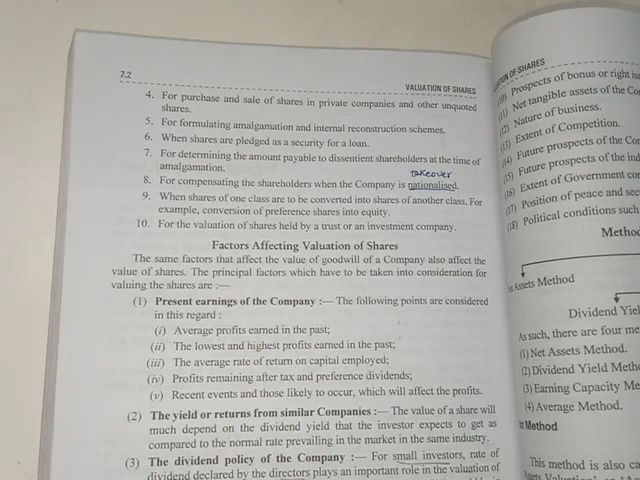 7.2
VALUATION OF SHARES
4. For purchase and sale of shares in private companies and other unquoted
shares.
5. For formulating amalgamation and internal reconstruction schemes.
6. When shares are pledged as a security for a loan.
7. For determining the amount payable to dissentient shareholders at the time of
amalgamation.
takeover
8. For compensating the shareholders when the Company is nationalised.
9. When shares of one class are to be converted into shares of another class. For
example, conversion of preference shares into equity.
10. For the valuation of shares held by a trust or an investment company.
Factors Affecting Valuation of Shares
The same factors that affect the value of goodwill of a Company also affect the
value of shares. The principal factors which have to be taken into consideration for
valuing the shares are :—
(1) Present earnings of the Company :— The following points are considered
in this regard :
(i) Average profits earned in the past;
(ii) The lowest and highest profits earned in the past;
(iii) The average rate of return on capital employed;
(iv) Profits remaining after tax and preference dividends;
(v) Recent events and those likely to occur, which will affect the profits.
(2) The yield or returns from similar Companies :— The value of a share will
much depend on the dividend yield that the investor expects to get as
compared to the normal rate prevailing in the market in the same industry.
(3) The dividend policy of the Company :— For small investors, rate of
dividend declared by the directors plays an important role in the valuation of
OF SHARES
(10) Prospects of bonus or right
(11) Net tangible assets of the
(12) Nature of business.
(13) Extent of Competition.
(14) Future prospects of the
(15) Future prospects of the
(16) Extent of Government
(17) Position of peace and
(18) Political conditions such
Assets Method
Dividend
As such, there are four
(1) Net Assets Method.
(2) Dividend Yield
(3) Earning Capacity
(4) Average Method.
Method
This method is also